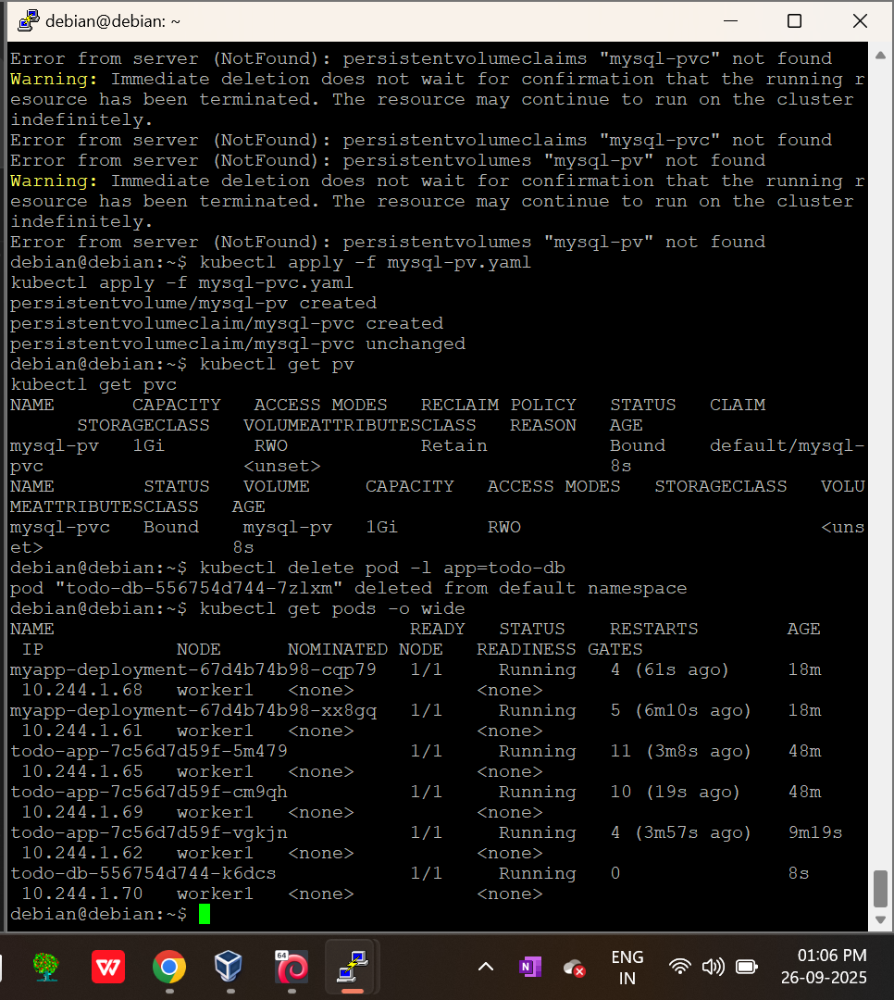 debian@debian: ~
Error from server (NotFound): persistentvolumeclaims "mysql-pvc" not found
Warning: Immediate deletion does not wait for confirmation that the running r
esource has been terminated. The resource may continue to run on the cluster
indefinitely.
Error from server (NotFound): persistentvolumeclaims "mysql-pvc" not found
Error from server (NotFound): persistentvolumes "mysql-pv" not found
Warning: Immediate deletion does not wait for confirmation that the running r
esource has been terminated. The resource may continue to run on the cluster
indefinitely.
Error from server (NotFound): persistentvolumes "mysql-pv" not found
debian@debian:~$ kubectl apply -f mysql-pv.yaml
kubectl apply -f mysql-pvc.yaml
persistentvolume/mysql-pv created
persistentvolumeclaim/mysql-pvc created
persistentvolumeclaim/mysql-pvc unchanged
debian@debian:~$ kubectl get pv
kubectl get pvc
NAME       CAPACITY   ACCESS MODES   RECLAIM POLICY   STATUS   CLAIM
      STORAGECLASS   VOLUMEATTRIBUTESCLASS   REASON   AGE
mysql-pv   1Gi        RWO            Retain           Bound    default/mysql-
pvc                  <unset>                          8s
NAME        STATUS   VOLUME     CAPACITY   ACCESS MODES   STORAGECLASS   VOLU
MEATTRIBUTESCLASS   AGE
mysql-pvc   Bound    mysql-pv   1Gi        RWO                           <uns
et>                 8s
debian@debian:~$ kubectl delete pod -l app=todo-db
pod "todo-db-556754d744-7zlxm" deleted from default namespace
debian@debian:~$ kubectl get pods -o wide
NAME                                READY   STATUS    RESTARTS        AGE
 IP            NODE      NOMINATED NODE   READINESS GATES
myapp-deployment-67d4b74b98-cqp79   1/1     Running   4 (61s ago)     18m
 10.244.1.68   worker1   <none>           <none>
myapp-deployment-67d4b74b98-xx8gq   1/1     Running   5 (6m10s ago)   18m
 10.244.1.61   worker1   <none>           <none>
todo-app-7c56d7d59f-5m479           1/1     Running   11 (3m8s ago)   48m
 10.244.1.65   worker1   <none>           <none>
todo-app-7c56d7d59f-cm9qh           1/1     Running   10 (19s ago)    48m
 10.244.1.69   worker1   <none>           <none>
todo-app-7c56d7d59f-vgkjn           1/1     Running   4 (3m57s ago)   9m19s
 10.244.1.62   worker1   <none>           <none>
todo-db-556754d744-k6dcs            1/1     Running   0               8s
 10.244.1.70   worker1   <none>           <none>
debian@debian:~$
64
N
ENG
IN
01:06 PM
26-09-2025